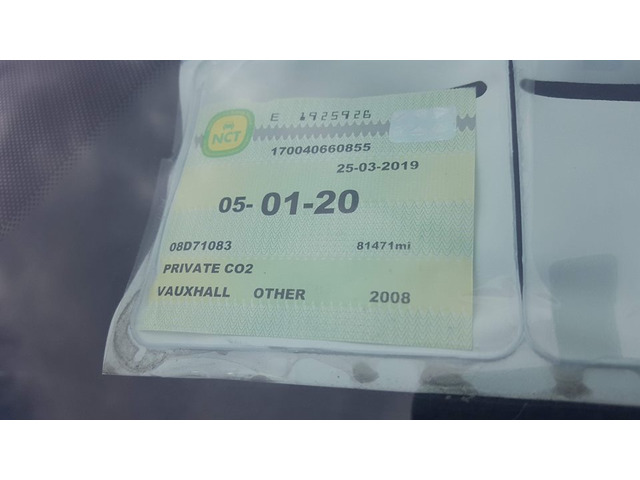 E 1925926
NCT
170040660855
25-03-2019
05-01-20
08D71083 81471mi
PRIVATE CO2
VAUXHALL OTHER 2008